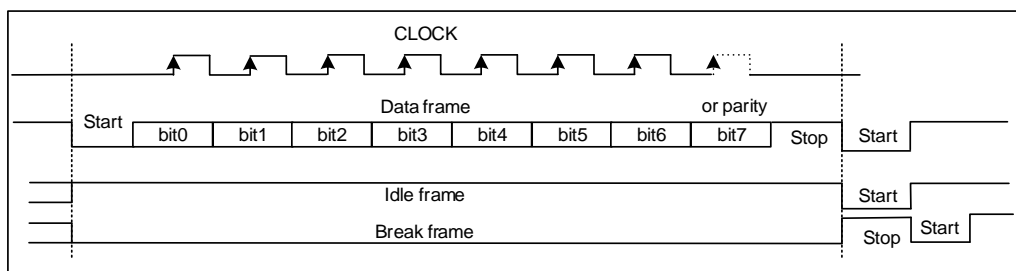 CLOCK
Data frame
or parity
Start
bit0 bit1 bit2 bit3 bit4 bit5 bit6 bit7
Stop
Start
Idle frame
Start
Break frame
Stop
Start